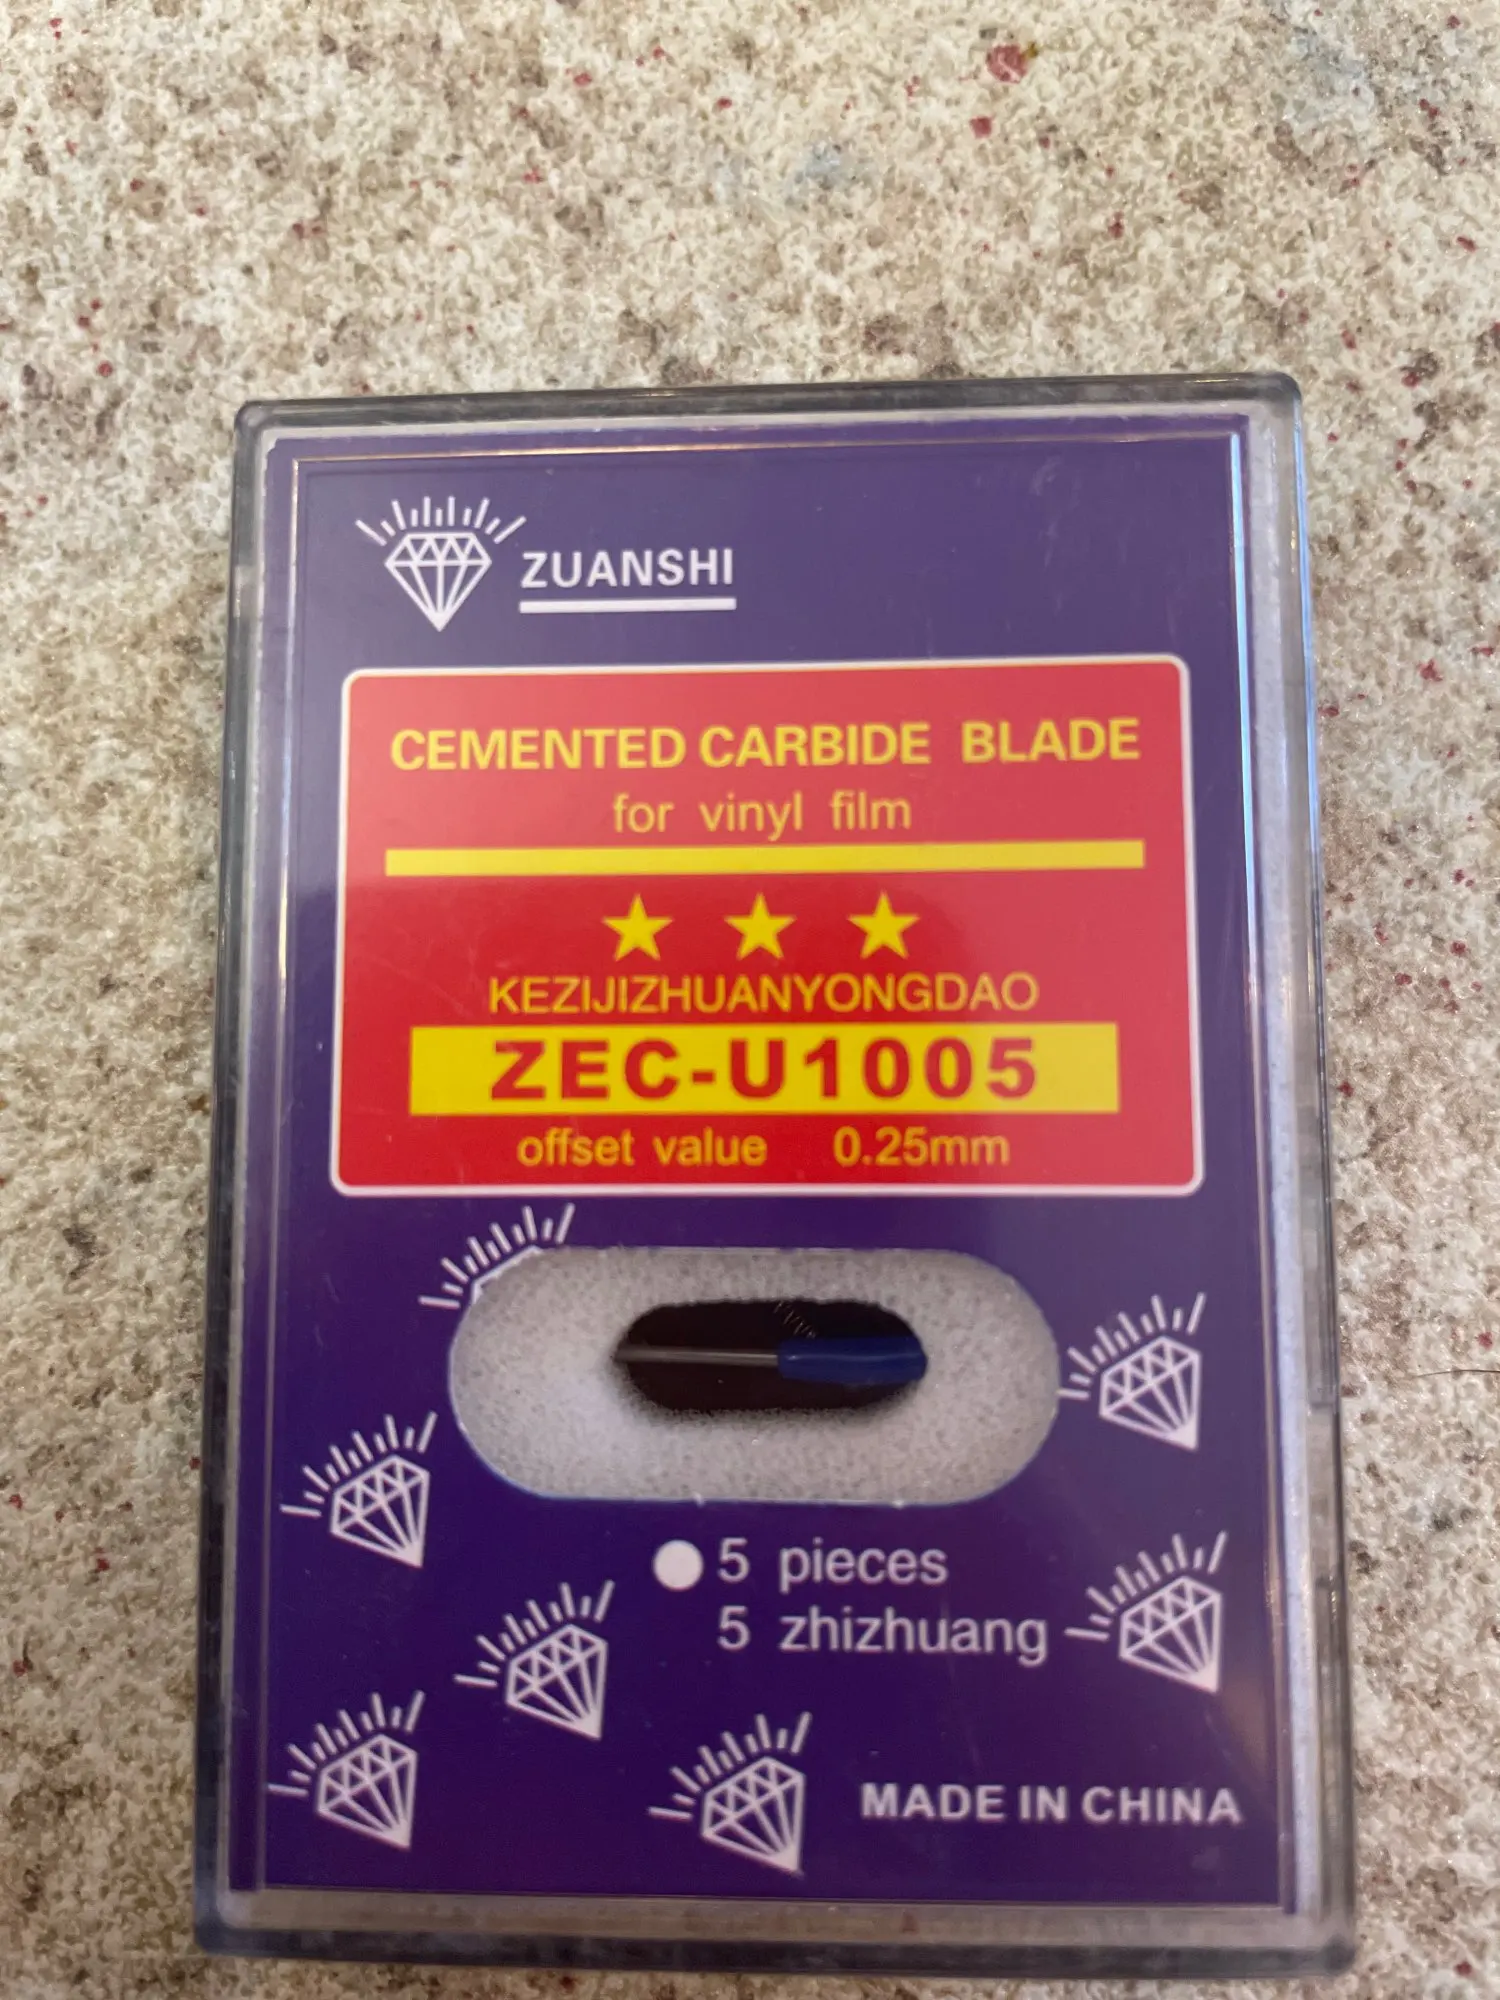 ZUANSHI
CEMENTED CARBIDE BLADE
for vinyl film
KEZIJIZHUANYONGDAO
ZEC-U1005
offset value 0.25mm
5 pieces
5 zhizhuang
MADE IN CHINA